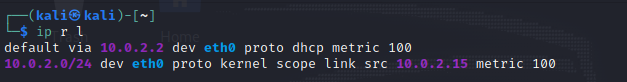 ┌──(kali㉿kali)-[~]
└─$ ip r l
default via 10.0.2.2 dev eth0 proto dhcp metric 100
10.0.2.0/24 dev eth0 proto kernel scope link src 10.0.2.15 metric 100